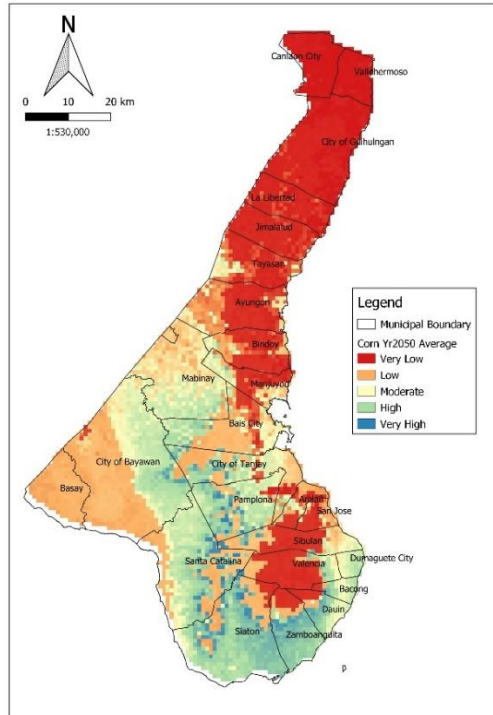 N
0 10 20 km
1:530,000
Canlaon City
Vallehermoso
City of Guihulngan
La Libertad
Jimalalud
Tayasan
Ayungon
Bindoy
Mabinay
Manjuyod
Bais City
City of Bayawan
City of Tanjay
Basay
Pamplona
Amlan
San Jose
Sibulan
Santa Catalina
Valencia
Dumaguete City
Bacong
Dauin
Siaton
Zamboanguita
p
Legend
Municipal Boundary
Corn Yr2050 Average
Very Low
Low
Moderate
High
Very High